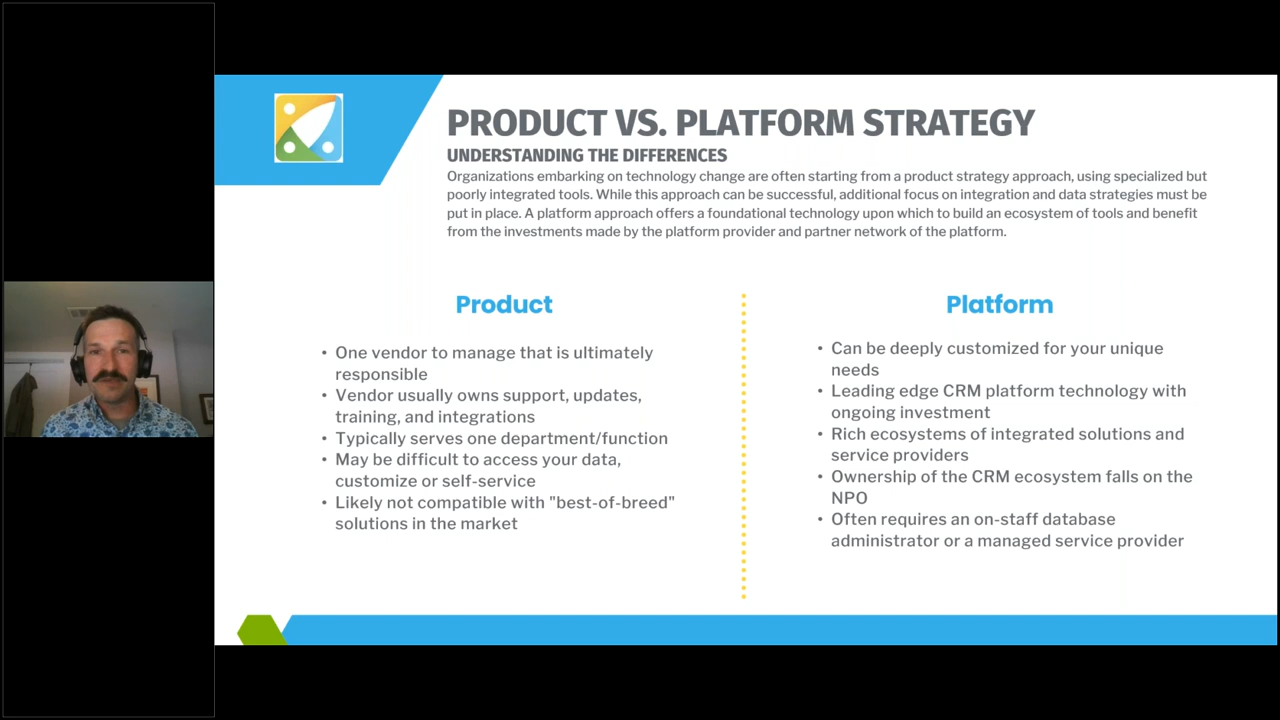 PRODUCT VS. PLATFORM STRATEGY
UNDERSTANDING THE DIFFERENCES
Organizations embarking on technology change are often starting from a product strategy approach, using specialized but
poorly integrated tools. While this approach can be successful, additional focus on integration and data strategies must be
put in place. A platform approach offers a foundational technology upon which to build an ecosystem of tools and benefit
from the investments made by the platform provider and partner network of the platform.
Product
• One vendor to manage that is ultimately
responsible
• Vendor usually owns support, updates,
training, and integrations
• Typically serves one department/function
• May be difficult to access your data,
customize or self-service
• Likely not compatible with "best-of-breed"
solutions in the market
Platform
• Can be deeply customized for your unique
needs
• Leading edge CRM platform technology with
ongoing investment
• Rich ecosystems of integrated solutions and
service providers
• Ownership of the CRM ecosystem falls on the
NPO
• Often requires an on-staff database
administrator or a managed service provider